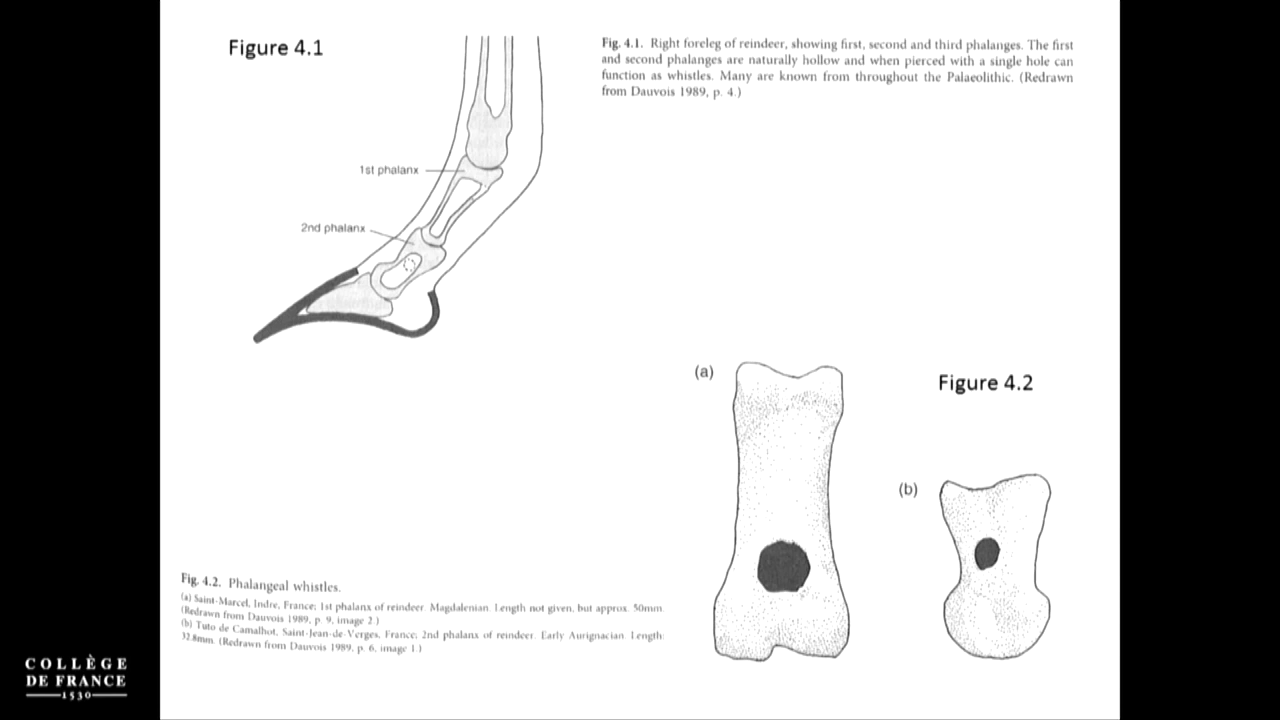 Figure 4.1
Fig. 4.1. Right foreleg of reindeer, showing first, second and third phalanges. The first
and second phalanges are naturally hollow and when pierced with a single hole can
function as whistles. Many are known from throughout the Palaeolithic. (Redrawn
from Dauvois 1989, p. 4.)
1st phalanx
2nd phalanx
(a)
Figure 4.2
(b)
Fig. 4.2. Phalangeal whistles.
(a) Saint-Marcel, Indre, France; 1st phalanx of reindeer Magdalenian. Length not given, but approx. 50mm.
(Redrawn from Dauvois 1989, p. 9, image 2.)
(b) Tuto de Camalhot, Saint-Jean-de-Verges, France; 2nd phalanx of reindeer. Early Aurignacian. Length:
32.8mm. (Redrawn from Dauvois 1989, p. 6, image 1.)
COLLÈGE
DE FRANCE
1530